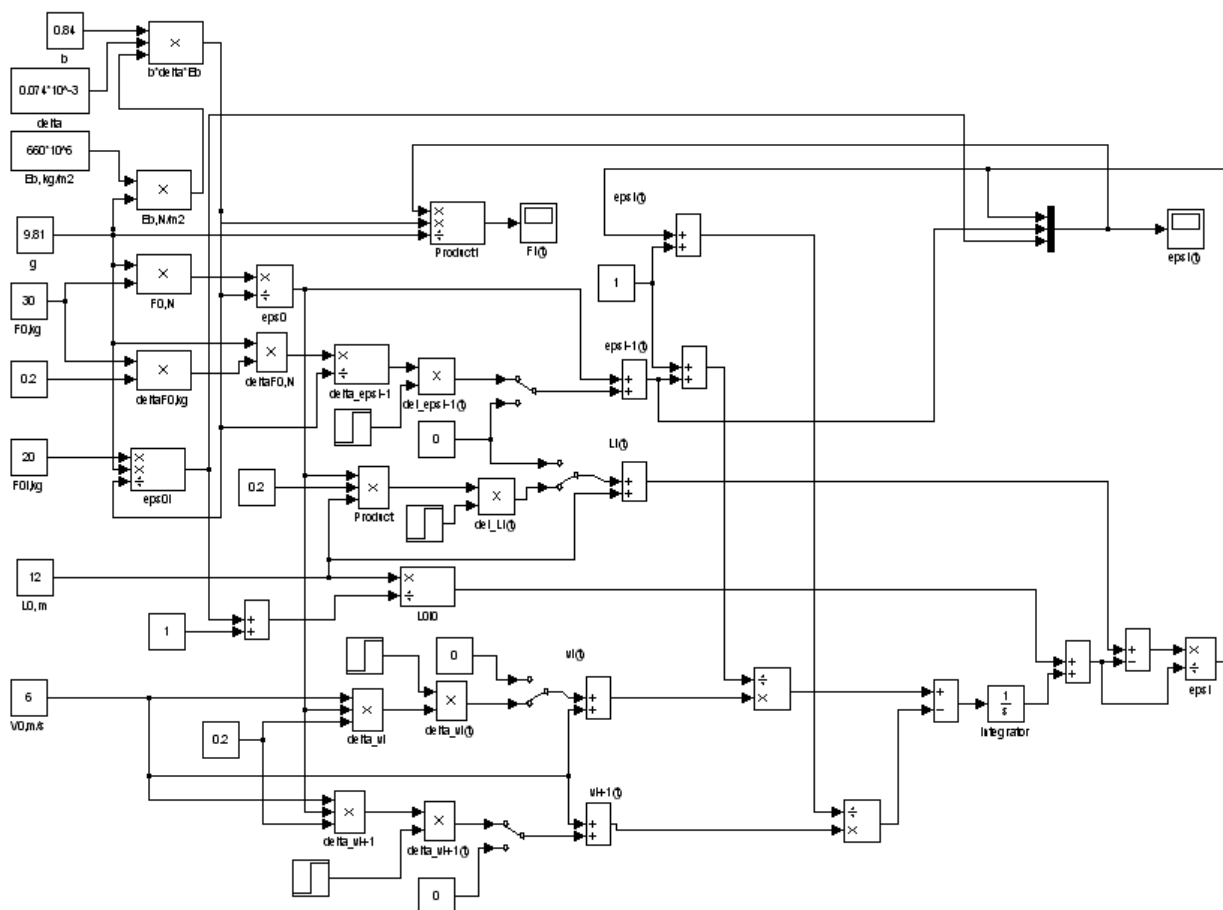 0.84
b
×
b*delta*Eb
0.074*10^-3
delta
660*10^6
Eb,kg/m2
×
Eb,N/m2
9.81
g
×
×
÷
Product1
Fi(t)
epsi(t)
+
+
1
epsi(t)
30
F0,kg
×
F0,N
×
÷
eps0
0.2
×
deltaF0,kg
×
deltaF0,N
×
÷
delta_epsi-1
×
del_epsi-1(t)
0
epsi-1(t)
+
+
+
+
20
F0i,kg
×
×
÷
eps0i
0.2
×
Product
×
del_Li(t)
Li(t)
+
+
12
L0,m
×
÷
L0i0
1
+
+
6
V0,m/s
0.2
×
delta_vi
0
×
delta_vi(t)
vi(t)
+
+
÷
×
+
−
1
s
Integrator
+
+
+
−
×
÷
epsi
×
delta_vi+1
×
delta_vi+1(t)
0
vi+1(t)
+
+
÷
×